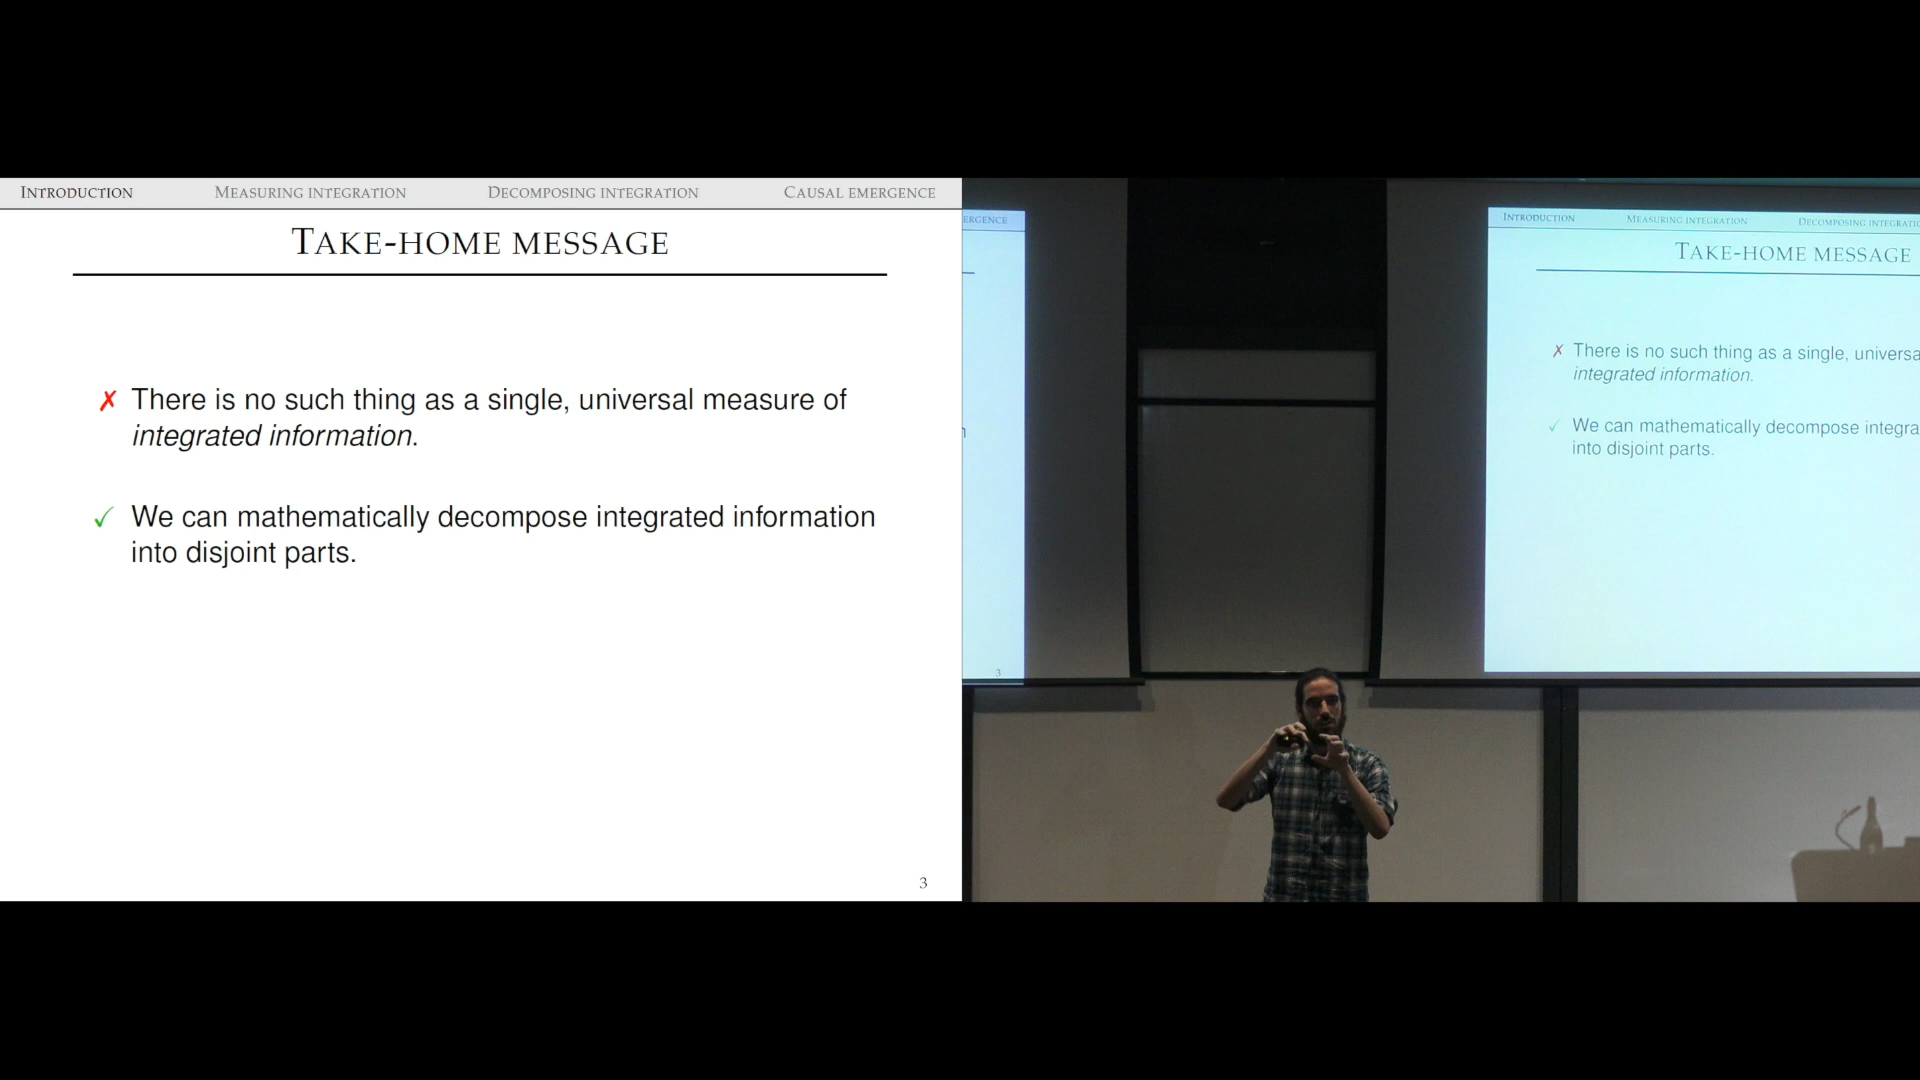 INTRODUCTION MEASURING INTEGRATION DECOMPOSING INTEGRATION CAUSAL EMERGENCE
TAKE-HOME MESSAGE
✗ There is no such thing as a single, universal measure of
integrated information.
✓ We can mathematically decompose integrated information
into disjoint parts.
3
ERGENCE
3
INTRODUCTION MEASURING INTEGRATION DECOMPOSING INTEGRATIO
TAKE-HOME MESSAGE
✗ There is no such thing as a single, universa
integrated information.
✓ We can mathematically decompose integra
into disjoint parts.